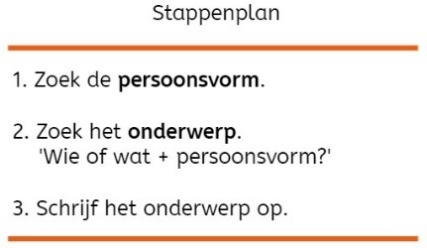 Stappenplan
1. Zoek de persoonsvorm.
2. Zoek het onderwerp.
'Wie of wat + persoonsvorm?'
3. Schrijf het onderwerp op.